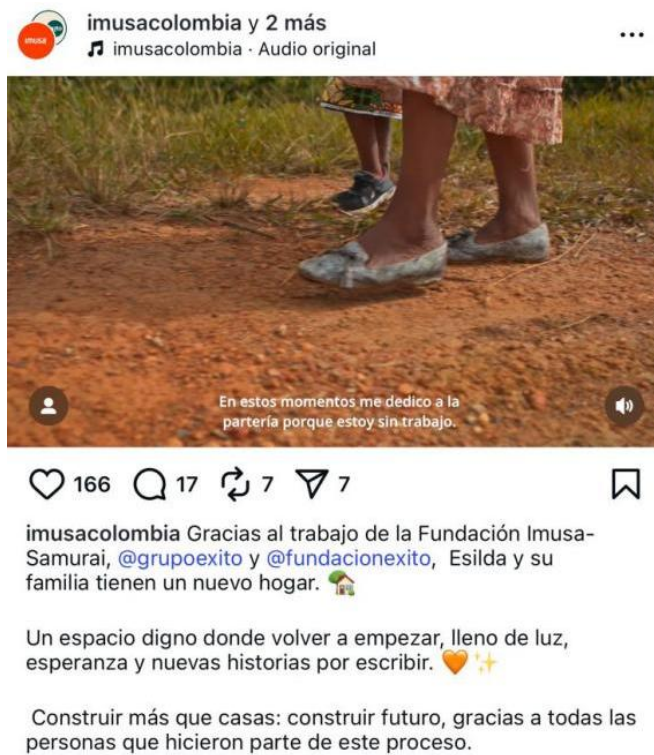 imusacolombia y 2 más
imusacolombia · Audio original
imusa
En estos momentos me dedico a la
partería porque estoy sin trabajo.
166 17 7 7
imusacolombia Gracias al trabajo de la Fundación Imusa-
Samurai, @grupoexito y @fundacionexito,  Esilda y su
familia tienen un nuevo hogar. 🏡
Un espacio digno donde volver a empezar, lleno de luz,
esperanza y nuevas historias por escribir. 🧡✨
Construir más que casas: construir futuro, gracias a todas las
personas que hicieron parte de este proceso.